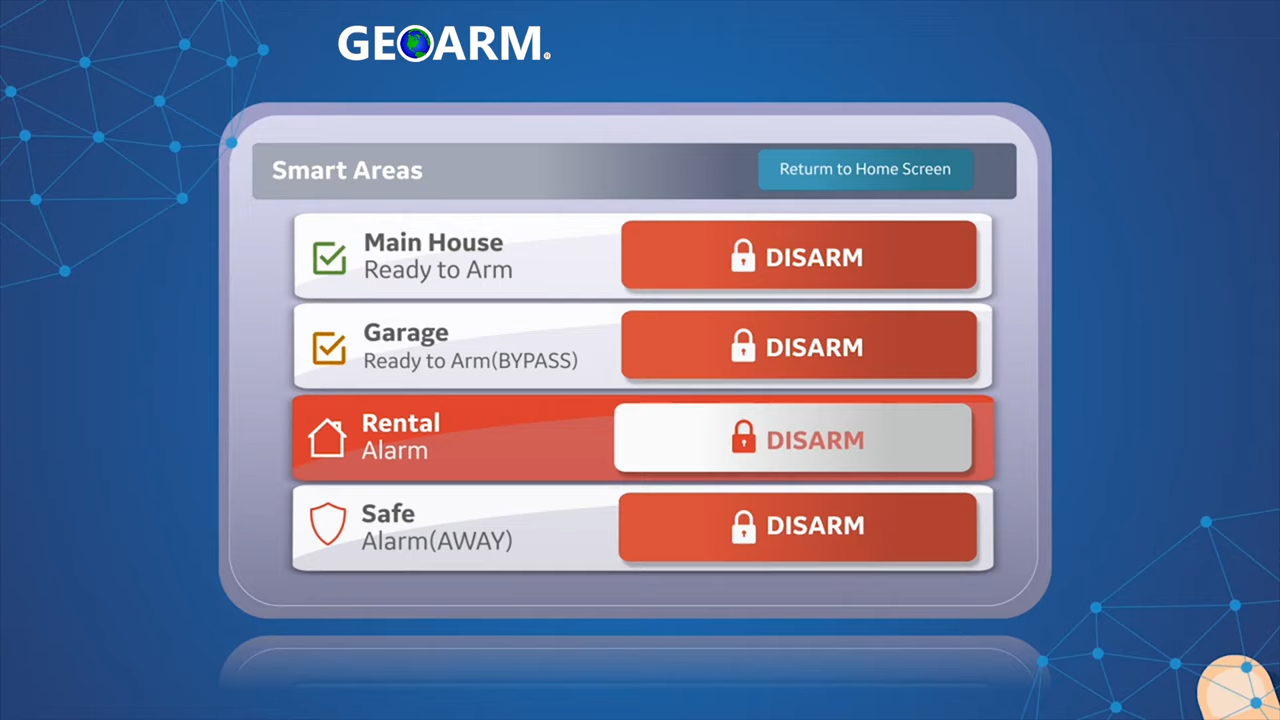 GEOARM®
Smart Areas
Returm to Home Screen
Main House
Ready to Arm
DISARM
Garage
Ready to Arm(BYPASS)
DISARM
Rental
Alarm
DISARM
Safe
Alarm(AWAY)
DISARM